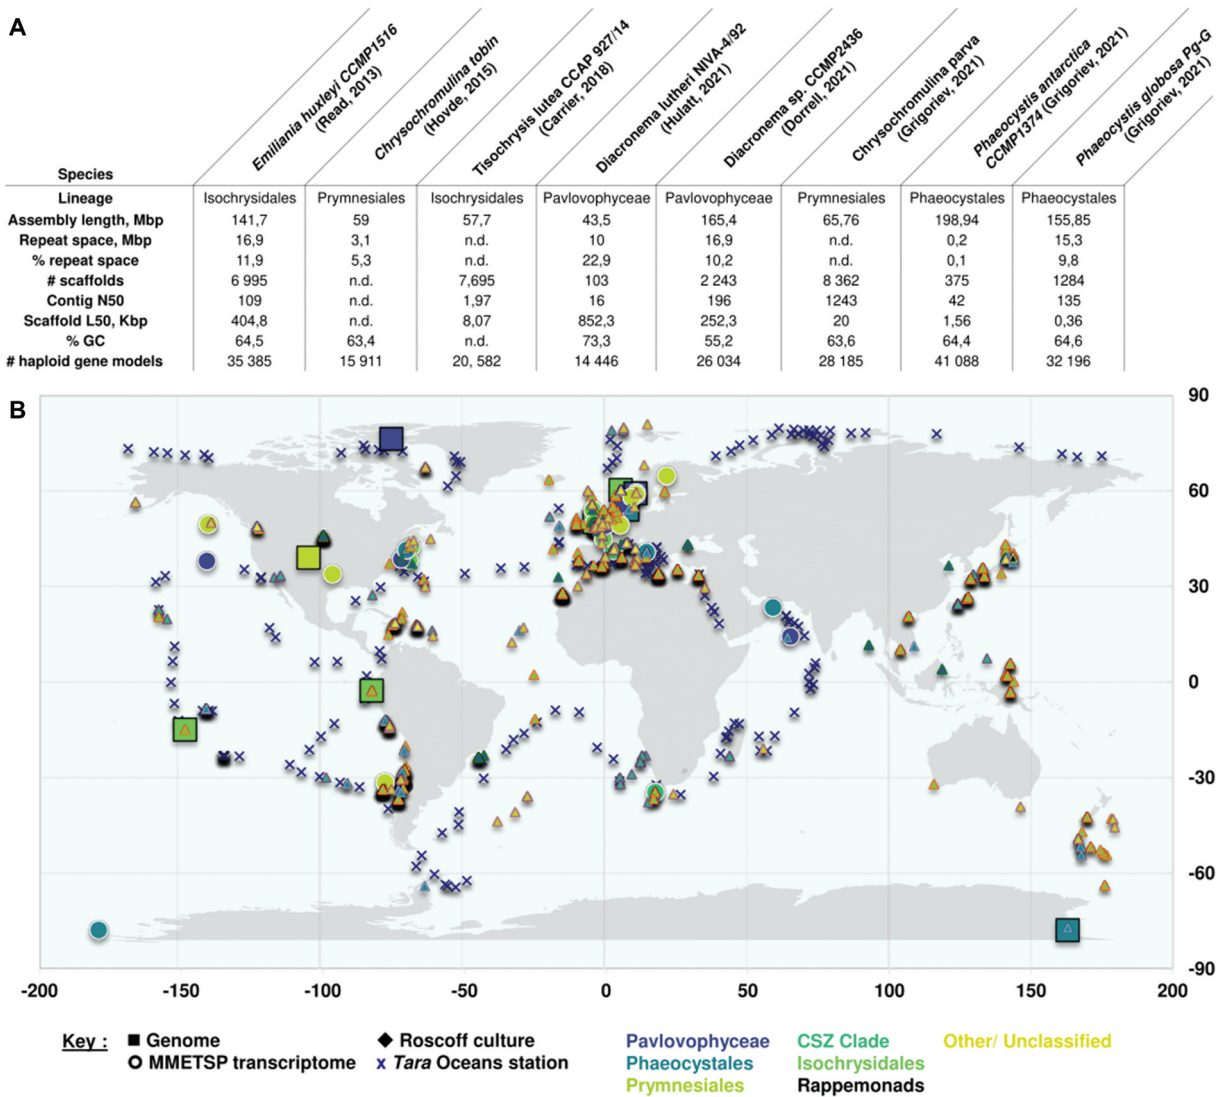 A
Emiliania huxleyi CCMP1516
(Read, 2013)
Chrysochromulina tobin
(Hovde, 2015)
Tisochrysis lutea CCAP 927/14
(Carrier, 2018)
Diacronema lutheri NIVA-4/92
(Hulatt, 2021)
Diacronema sp. CCMP2436
(Dorrell, 2021)
Chrysochromulina parva
(Grigoriev, 2021)
Phaeocystis antarctica
CCMP1374 (Grigoriev, 2021)
Phaeocystis globosa Pg-G
(Grigoriev, 2021)
Species
Lineage Isochrysidales Prymnesiales Isochrysidales Pavlovophyceae Pavlovophyceae Prymnesiales Phaeocystales Phaeocystales
Assembly length, Mbp 141,7 59 57,7 43,5 165,4 65,76 198,94 155,85
Repeat space, Mbp 16,9 3,1 n.d. 10 16,9 n.d. 0,2 15,3
% repeat space 11,9 5,3 n.d. 22,9 10,2 n.d. 0,1 9,8
# scaffolds 6 995 n.d. 7,695 103 2 243 8 362 375 1284
Contig N50 109 n.d. 1,97 16 196 1243 42 135
Scaffold L50, Kbp 404,8 n.d. 8,07 852,3 252,3 20 1,56 0,36
% GC 64,5 63,4 n.d. 73,3 55,2 63,6 64,4 64,6
# haploid gene models 35 385 15 911 20, 582 14 446 26 034 28 185 41 088 32 196
B
90
60
30
0
-30
-60
-90
-200 -150 -100 -50 0 50 100 150 200
Key : Genome Roscoff culture Pavlovophyceae CSZ Clade Other/ Unclassified
MMETSP transcriptome x Tara Oceans station Phaeocystales Isochrysidales
Prymnesiales Rappemonads